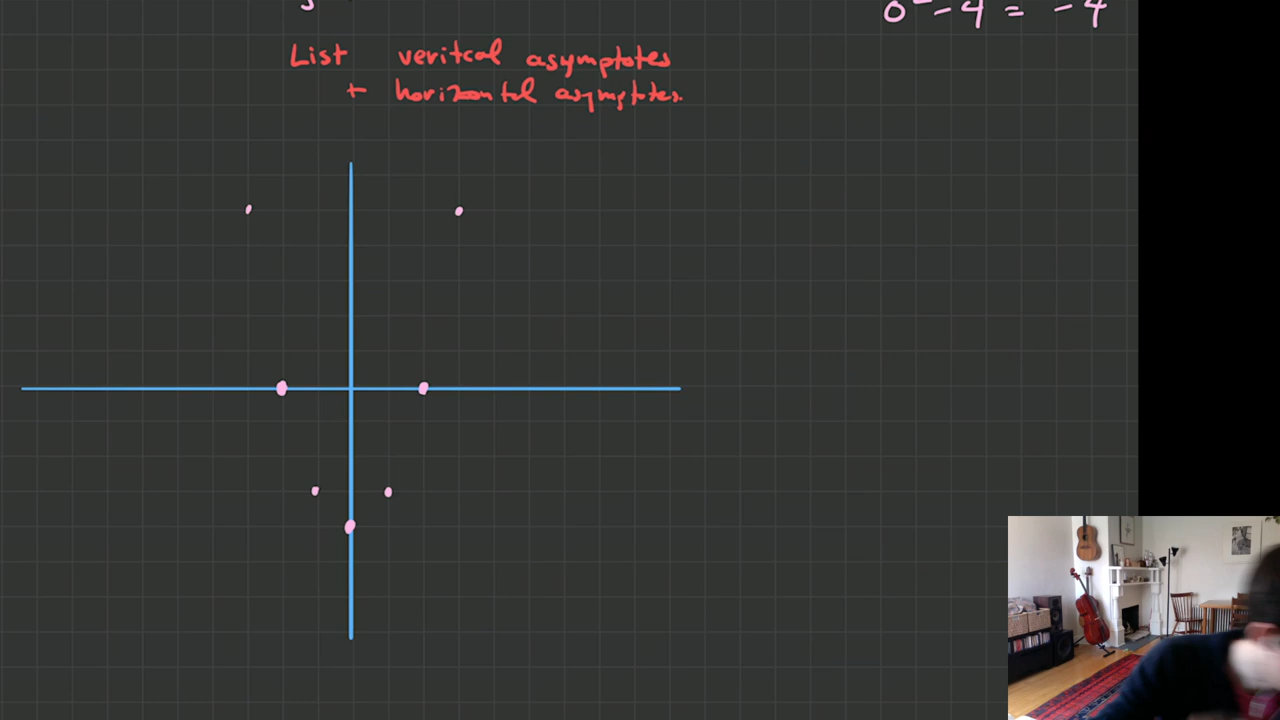 0² - 4 = - 4
List veritcal asymptotes
+ horizontal asymptotes.